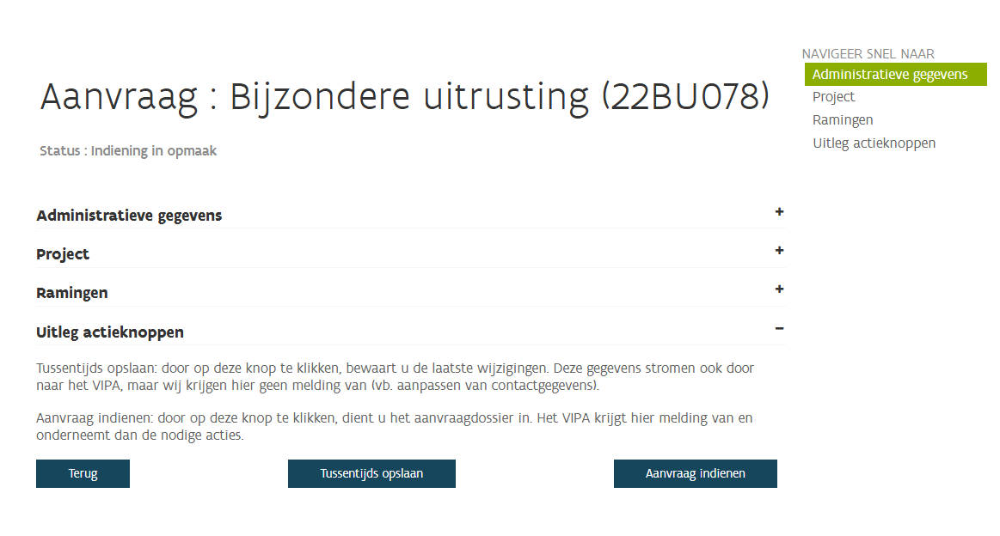 NAVIGEER SNEL NAAR
Administratieve gegevens
Project
Ramingen
Uitleg actieknoppen
Aanvraag : Bijzondere uitrusting (22BU078)
Status : Indiening in opmaak
Administratieve gegevens +
Project +
Ramingen +
Uitleg actieknoppen −
Tussentijds opslaan: door op deze knop te klikken, bewaart u de laatste wijzigingen. Deze gegevens stromen ook door
naar het VIPA, maar wij krijgen hier geen melding van (vb. aanpassen van contactgegevens).
Aanvraag indienen: door op deze knop te klikken, dient u het aanvraagdossier in. Het VIPA krijgt hier melding van en
onderneemt dan de nodige acties.
Terug
Tussentijds opslaan
Aanvraag indienen